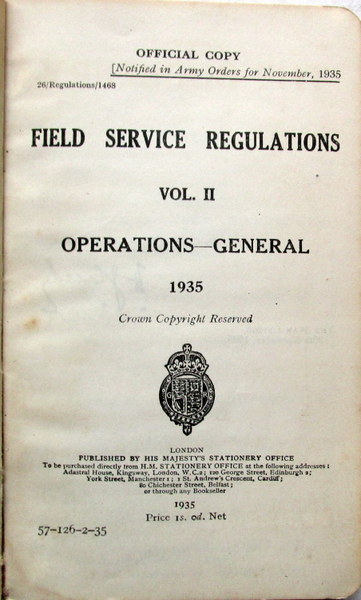 OFFICIAL COPY
[Notified in Army Orders for November, 1935
26/Regulations/1468
FIELD SERVICE REGULATIONS
VOL. II
OPERATIONS—GENERAL
1935
Crown Copyright Reserved
LONDON
PUBLISHED BY HIS MAJESTY'S STATIONERY OFFICE
To be purchased directly from H.M. STATIONERY OFFICE at the following addresses:
Adastral House, Kingsway, London, W.C.2; 120 George Street, Edinburgh 2;
York Street, Manchester 1; 1 St. Andrew's Crescent, Cardiff;
80 Chichester Street, Belfast;
or through any Bookseller
1935
Price 1s. 0d. Net
57-126-2-35